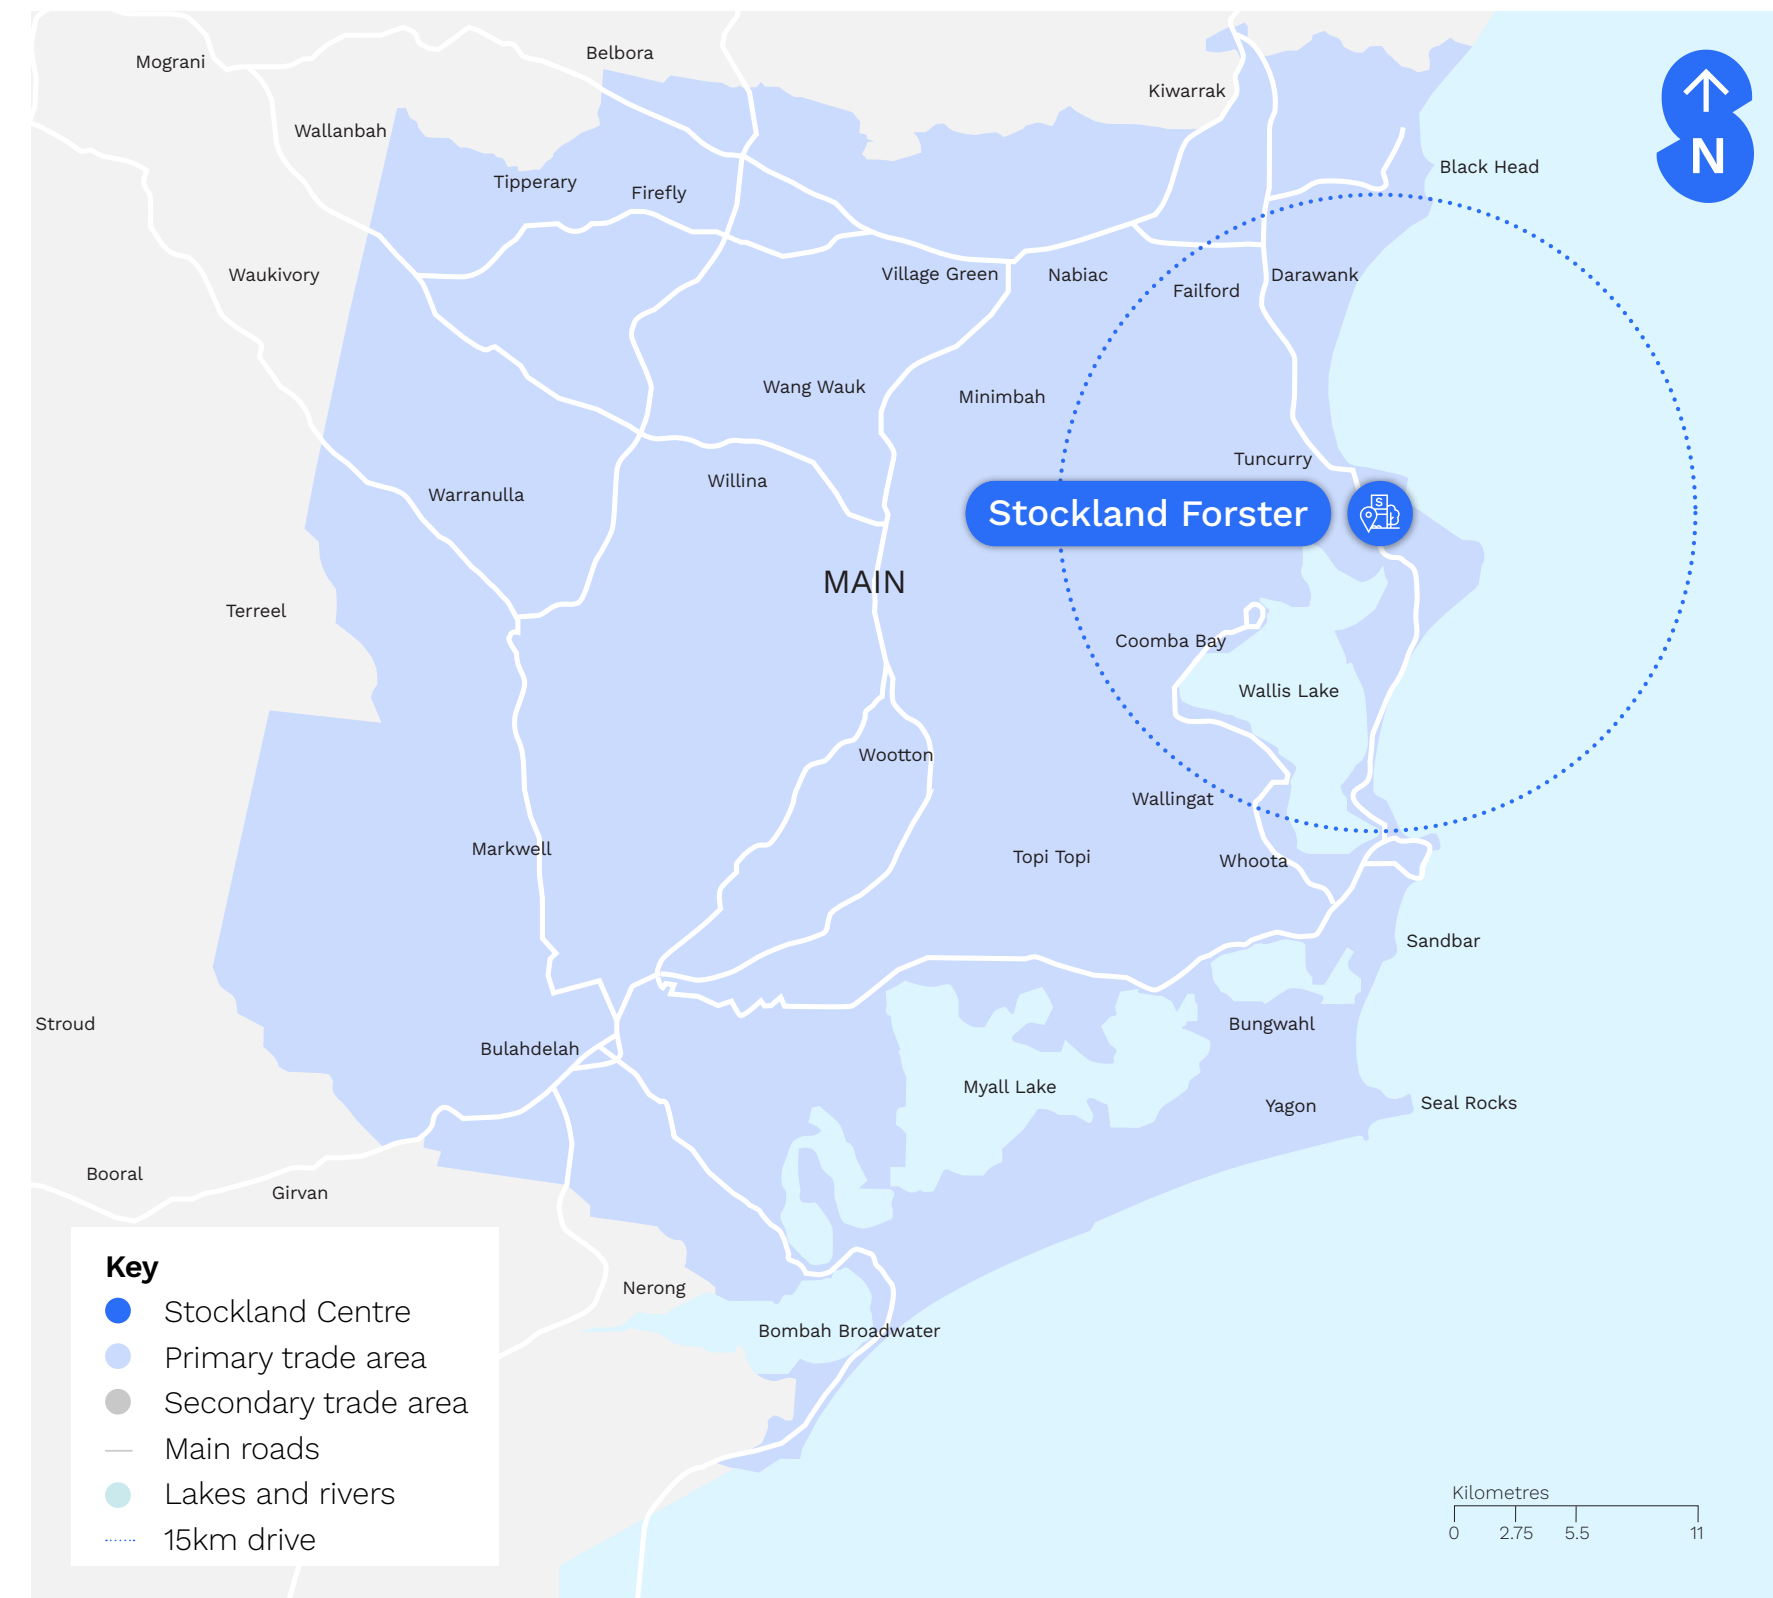 Belbora
Mograni
Kiwarrak
Wallanbah
N
Black Head
Tipperary
Firefly
Waukivory
Village Green
Nabiac
Darawank
Failford
Wang Wauk
Minimbah
Tuncurry
Willina
Warranulla
Stockland Forster
S
MAIN
Terreel
Coomba Bay
Wallis Lake
Wootton
Wallingat
Markwell
Topi Topi
Whoota
Sandbar
Stroud
Bungwahl
Bulahdelah
Myall Lake
Yagon
Seal Rocks
Booral
Girvan
Nerong
Bombah Broadwater
Key
Stockland Centre
Primary trade area
Secondary trade area
Main roads
Lakes and rivers
15km drive
Kilometres
0 2.75 5.5 11